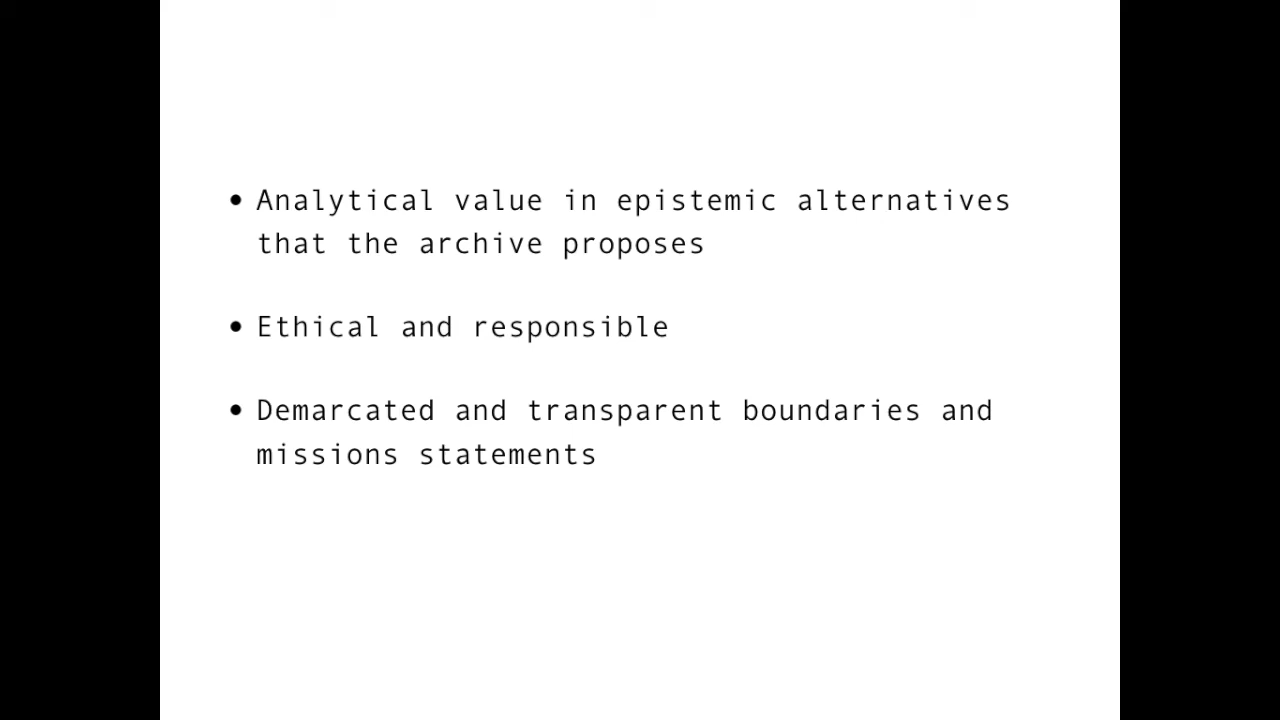 • Analytical value in epistemic alternatives
that the archive proposes
• Ethical and responsible
• Demarcated and transparent boundaries and
missions statements